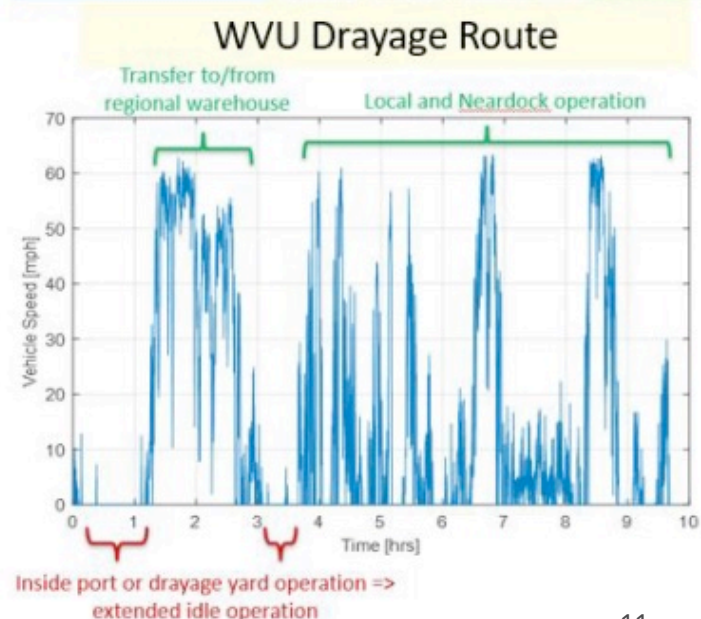 WVU Drayage Route
Transfer to/from
regional warehouse
Local and Neardock operation
70
60
50
40
30
20
10
0
Vehicle Speed [mph]
0 1 2 3 4 5 6 7 8 9 10
Time [hrs]
Inside port or drayage yard operation =>
extended idle operation